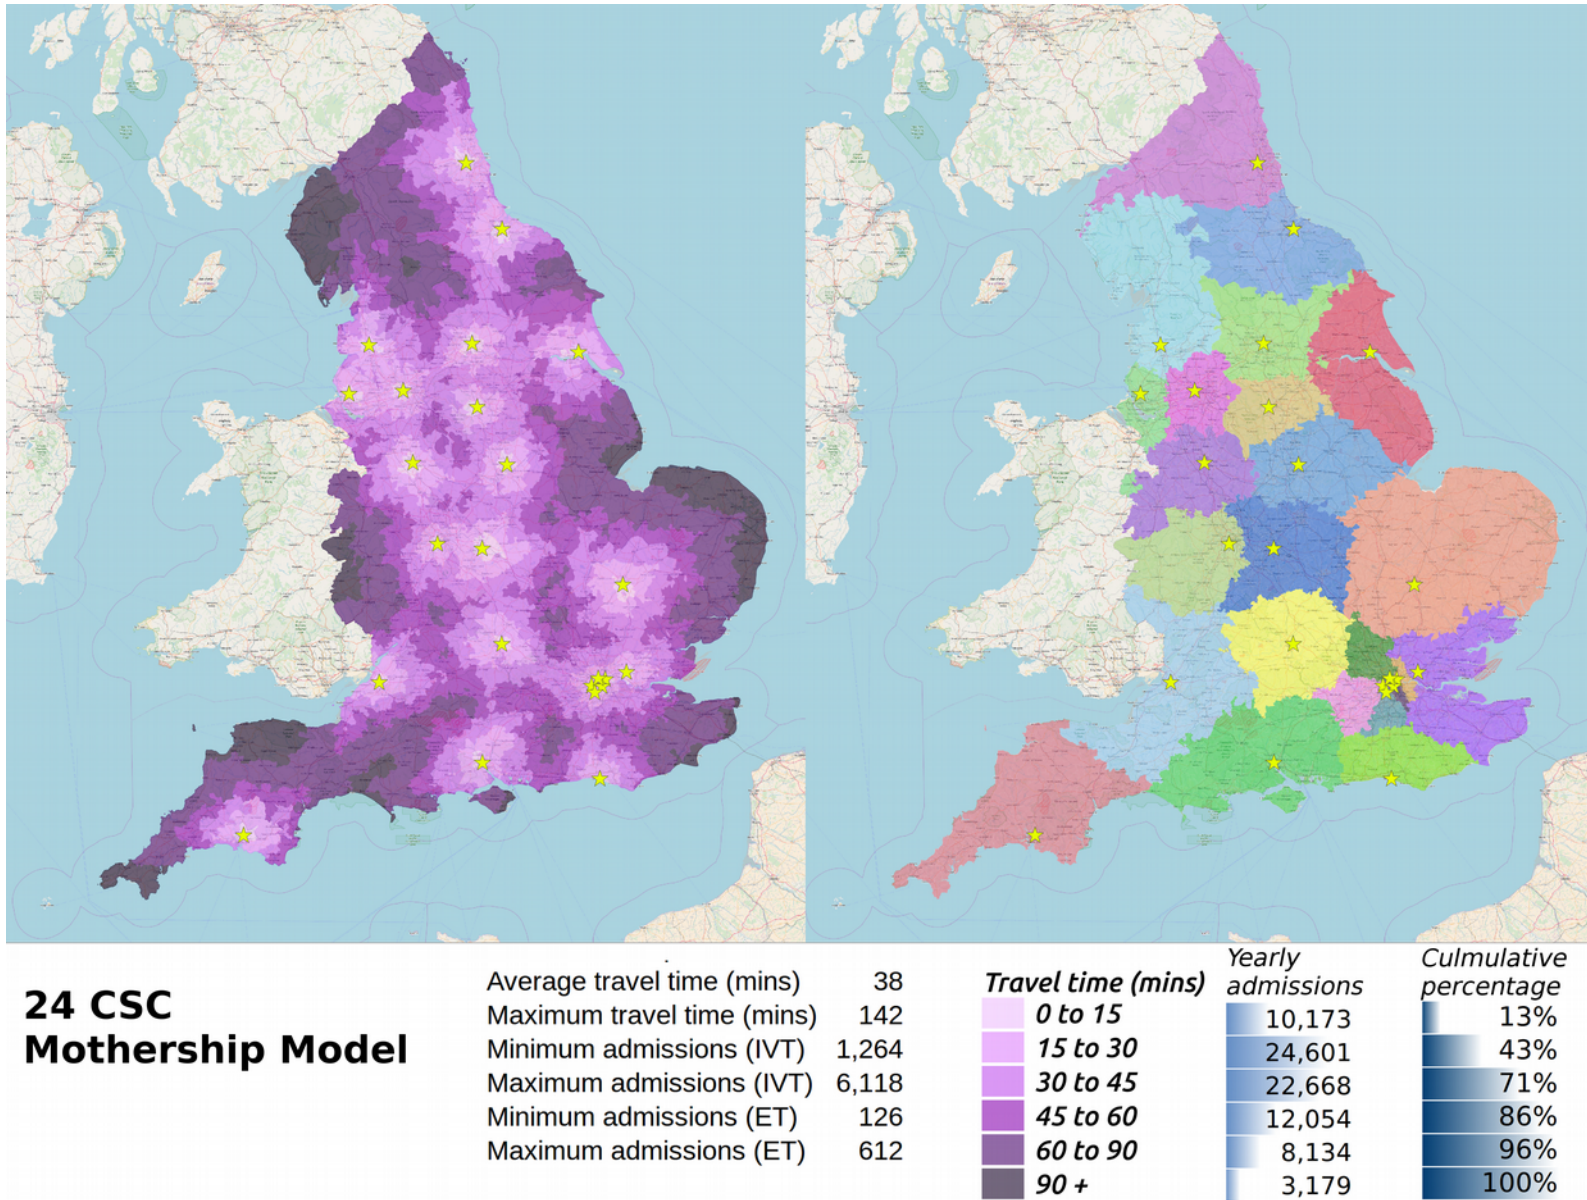 24 CSC
Mothership Model
Average travel time (mins) 38
Maximum travel time (mins) 142
Minimum admissions (IVT) 1,264
Maximum admissions (IVT) 6,118
Minimum admissions (ET) 126
Maximum admissions (ET) 612
Travel time (mins)
0 to 15
15 to 30
30 to 45
45 to 60
60 to 90
90 +
Yearly
admissions
10,173
24,601
22,668
12,054
8,134
3,179
Culmulative
percentage
13%
43%
71%
86%
96%
100%